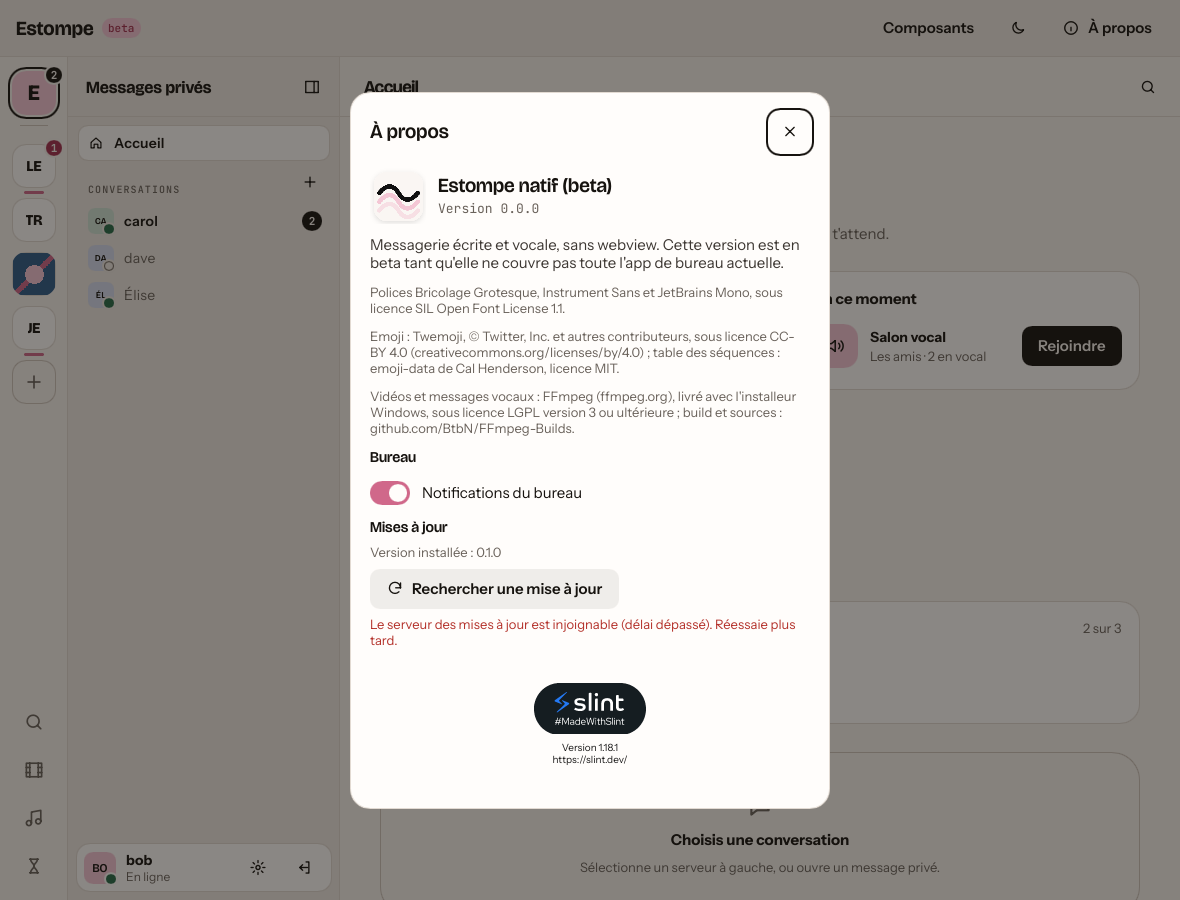 Estompe
beta
Composants
À propos
E
2
Messages privés
Accueil
LE
1
TR
JE
Accueil
CONVERSATIONS
CA
carol
2
DA
dave
ÉL
Élise
À propos
Estompe natif (beta)
Version 0.0.0
Messagerie écrite et vocale, sans webview. Cette version est en
beta tant qu'elle ne couvre pas toute l'app de bureau actuelle.
Polices Bricolage Grotesque, Instrument Sans et JetBrains Mono, sous
licence SIL Open Font License 1.1.
Emoji : Twemoji, © Twitter, Inc. et autres contributeurs, sous licence CC-
BY 4.0 (creativecommons.org/licenses/by/4.0) ; table des séquences :
emoji-data de Cal Henderson, licence MIT.
Vidéos et messages vocaux : FFmpeg (ffmpeg.org), livré avec l'installeur
Windows, sous licence LGPL version 3 ou ultérieure ; build et sources :
github.com/BtbN/FFmpeg-Builds.
Bureau
Notifications du bureau
Mises à jour
Version installée : 0.1.0
Rechercher une mise à jour
Le serveur des mises à jour est injoignable (délai dépassé). Réessaie plus
tard.
slint
#MadeWithSlint
Version 1.18.1
https://slint.dev/
t'attend.
ce moment
Salon vocal
Les amis · 2 en vocal
Rejoindre
2 sur 3
Choisis une conversation
Sélectionne un serveur à gauche, ou ouvre un message privé.
BO
bob
En ligne